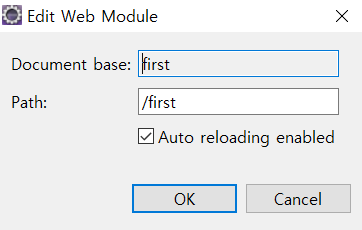 Edit Web Module
Document base: first
Path: /first
Auto reloading enabled
OK Cancel